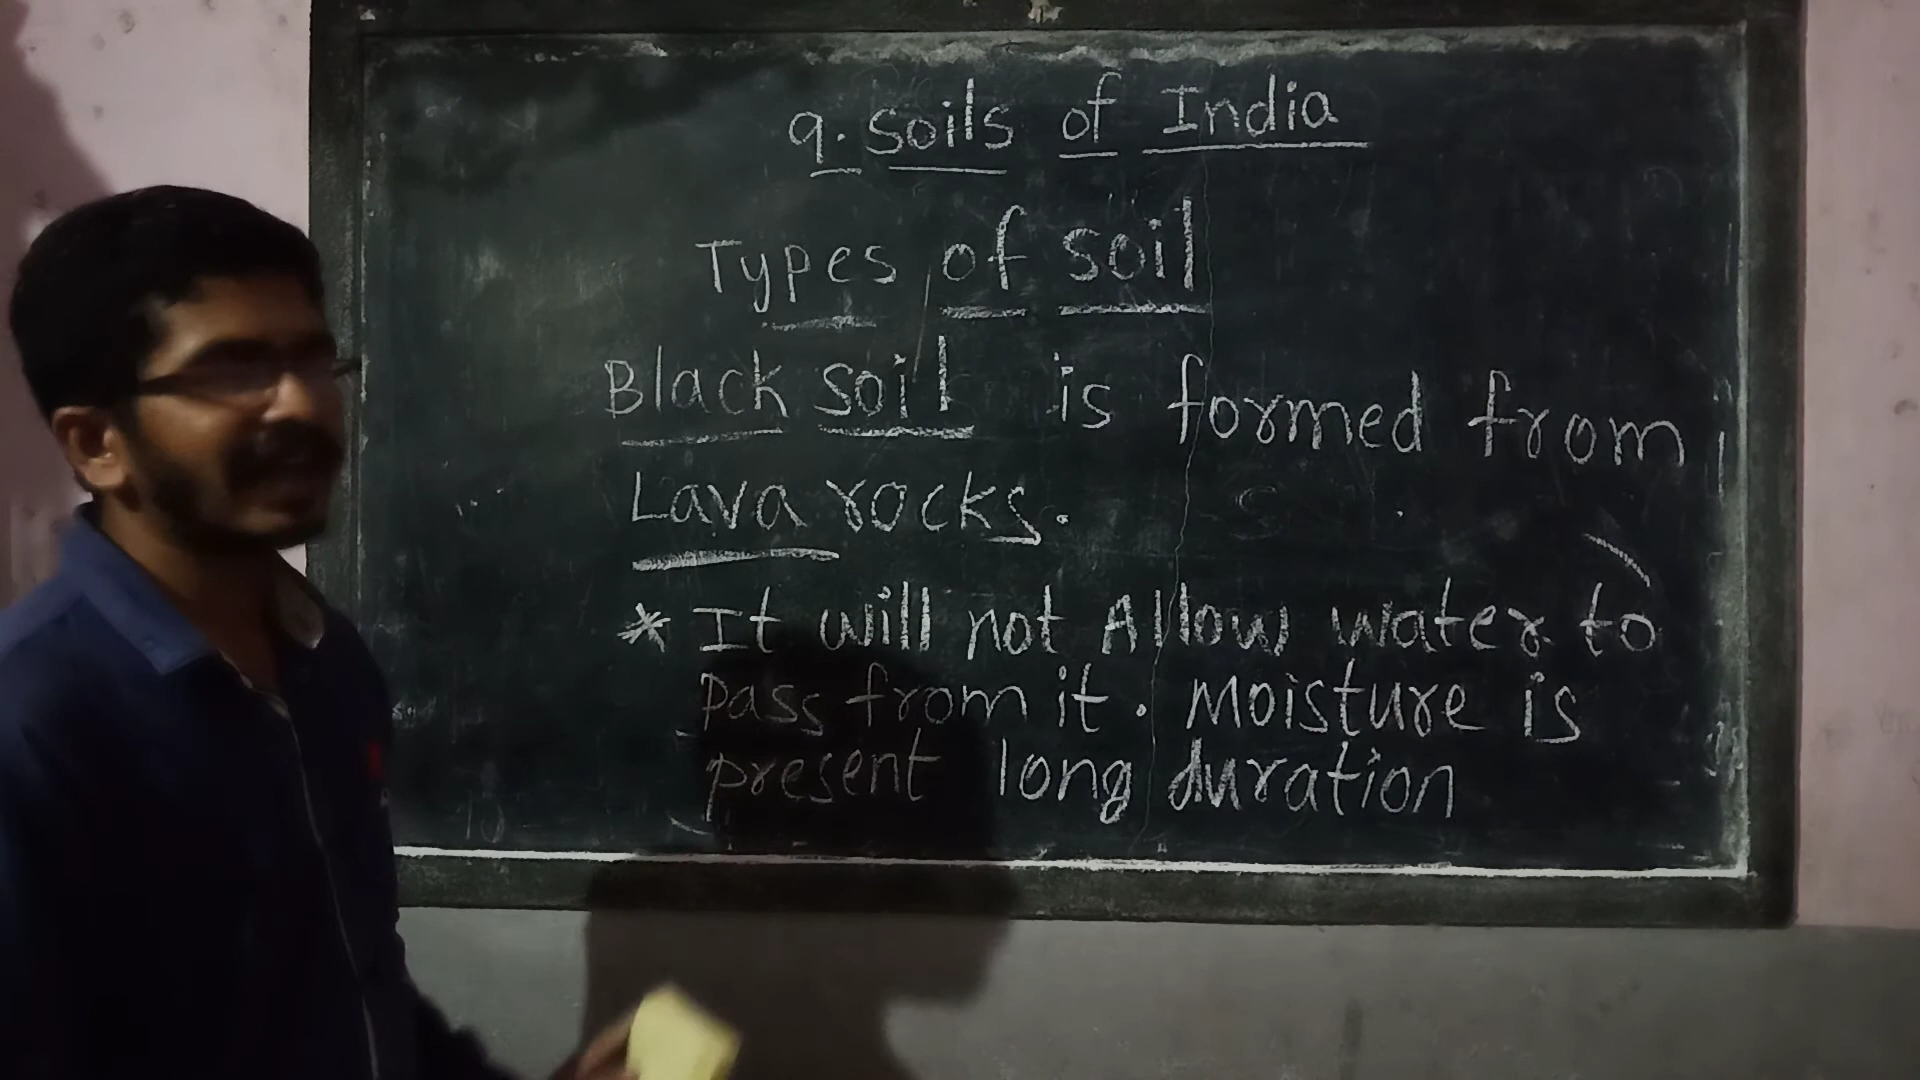 9. Soils of India
Types of soil
Black soil is formed from
Lava rocks.
* It will not Allow water to
pass from it. Moisture is
present long duration